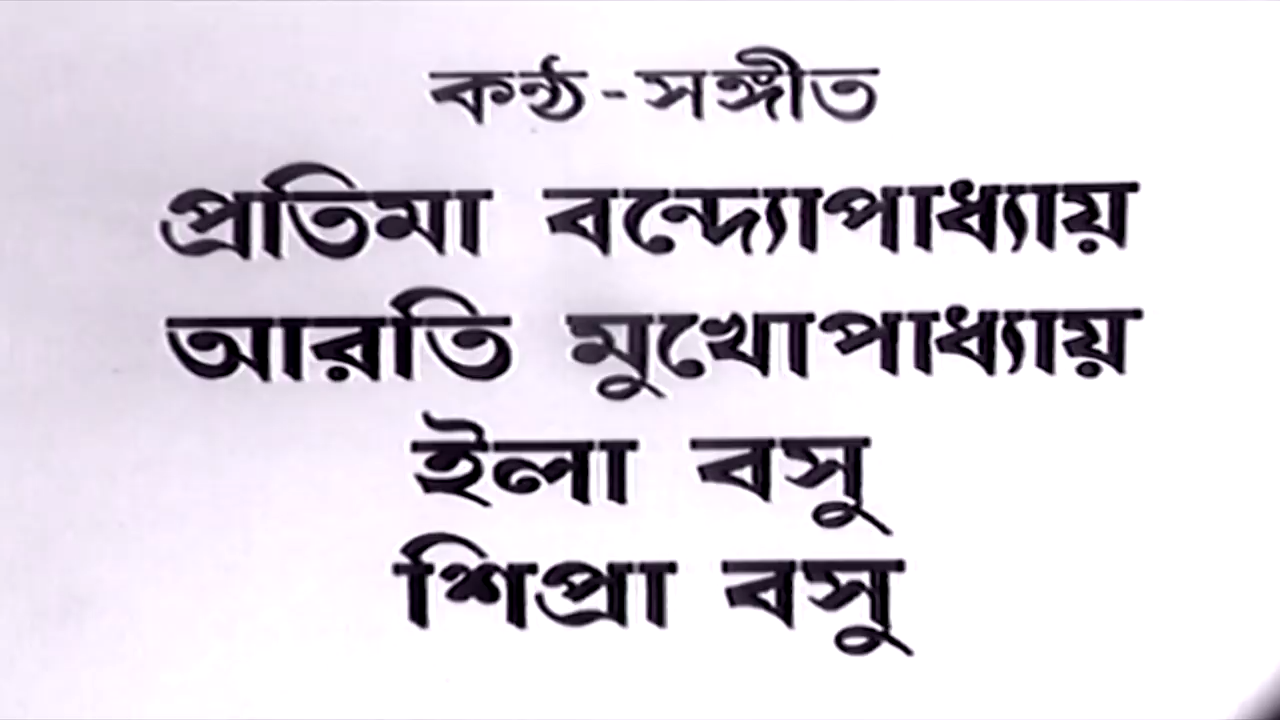 কন্ঠ - সঙ্গীত
প্রতিমা বন্দ্যোপাধ্যায়
আরতি মুখোপাধ্যায়
ইলা বসু
শিপ্রা বসু